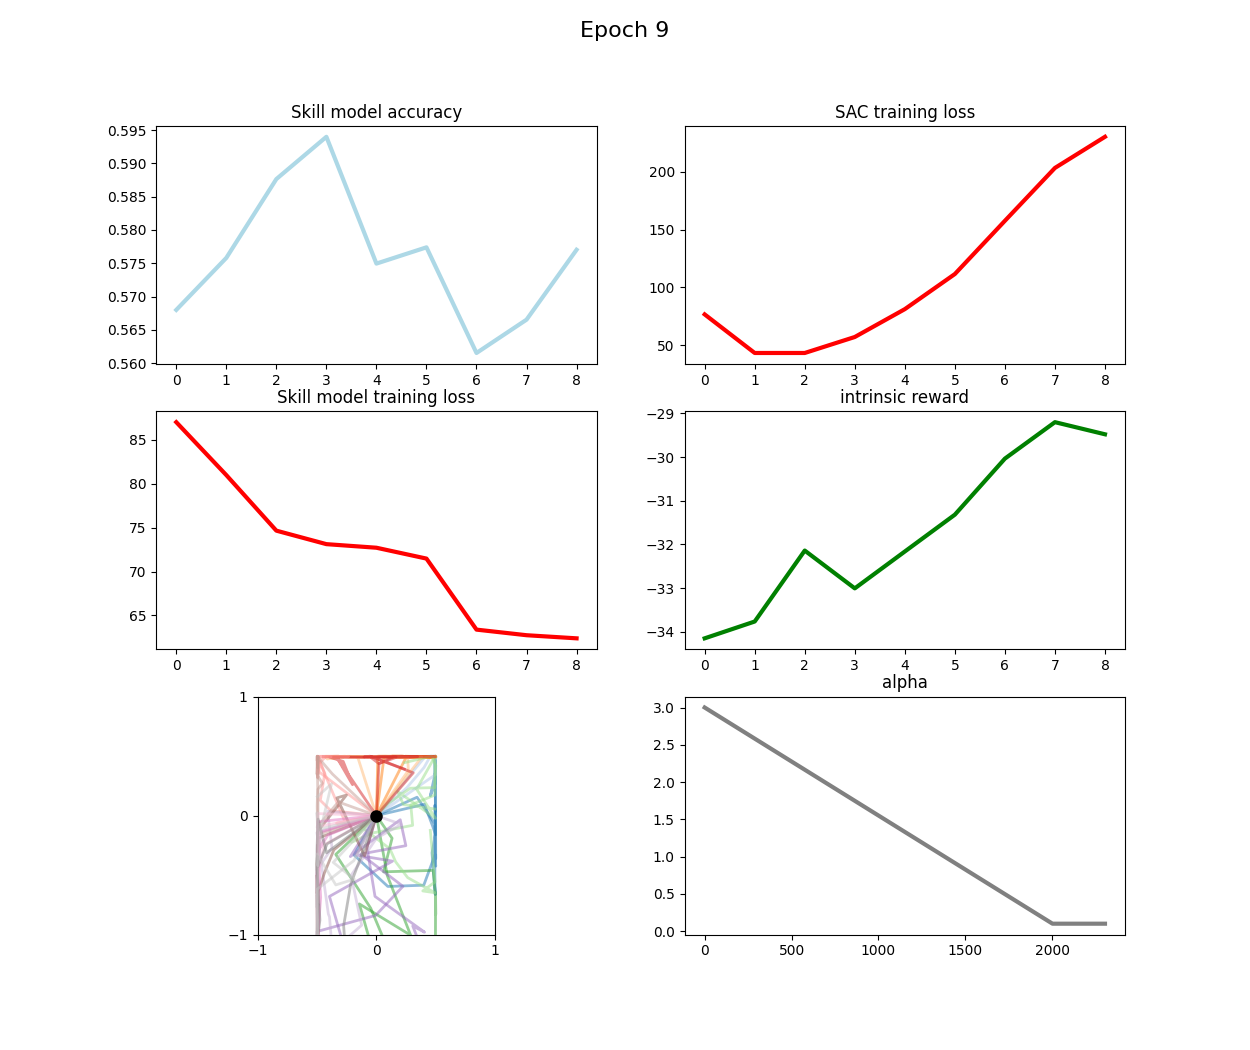 Epoch 9
Skill model accuracy
0.595
0.590
0.585
0.580
0.575
0.570
0.565
0.560
0 1 2 3 4 5 6 7 8
SAC training loss
200
150
100
50
0 1 2 3 4 5 6 7 8
Skill model training loss
85
80
75
70
65
0 1 2 3 4 5 6 7 8
intrinsic reward
−29
−30
−31
−32
−33
−34
0 1 2 3 4 5 6 7 8
1
0
−1
−1 0 1
alpha
3.0
2.5
2.0
1.5
1.0
0.5
0.0
0 500 1000 1500 2000